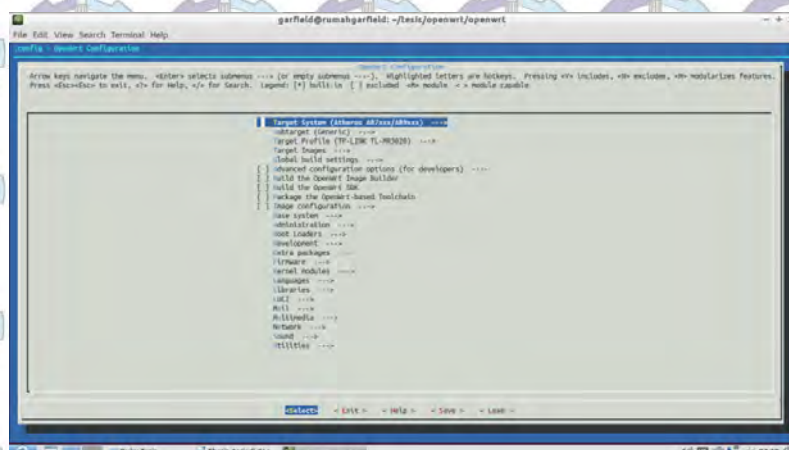 garfield@rumahgarfield: ~/tesis/openwrt/openwrt
File Edit View Search Terminal Help
.config - OpenWrt Configuration
OpenWrt Configuration
Arrow keys navigate the menu. <Enter> selects submenus ---> (or empty submenus ----). Highlighted letters are hotkeys. Pressing <Y> includes, <N> excludes, <M> modularizes features.
Press <Esc><Esc> to exit, <?> for Help, </> for Search. Legend: [*] built-in [ ] excluded <M> module < > module capable
Target System (Atheros AR7xxx/AR9xxx) --->
Subtarget (Generic) --->
Target Profile (TP-LINK TL-MR3020) --->
Target Images --->
Global build settings --->
[ ] Advanced configuration options (for developers) ----
[ ] Build the OpenWrt Image Builder
[ ] Build the OpenWrt SDK
[ ] Package the OpenWrt-based Toolchain
[ ] Image configuration --->
Base system --->
Administration --->
Boot Loaders --->
Development --->
Extra packages ----
Firmware --->
Kernel modules --->
Languages --->
Libraries --->
LuCI --->
Mail --->
Multimedia --->
Network --->
Sound --->
Utilities --->
<Select> < Exit > < Help > < Save > < Load >